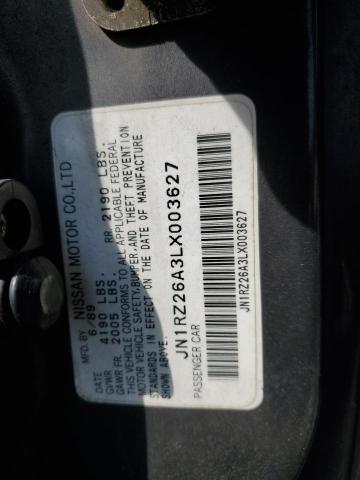 MFD. BY NISSAN MOTOR CO.,LTD
DATE 6/89
GVWR 4190 LBS.
GAWR FR. 2005 LBS. RR 2190 LBS.
THIS VEHICLE CONFORMS TO ALL APPLICABLE FEDERAL
MOTOR VEHICLE SAFETY,BUMPER,AND THEFT PREVENTION
STANDARDS IN EFFECT ON THE DATE OF MANUFACTURE
SHOWN ABOVE.
JN1RZ26A3LX003627
PASSENGER CAR
JN1RZ26A3LX003627